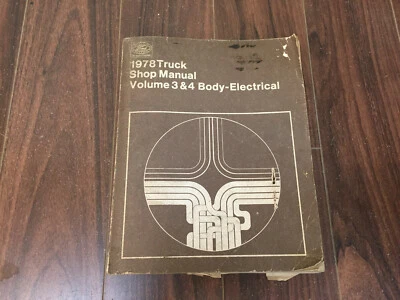 1978 Truck
Shop Manual
Volume 3 & 4 Body-Electrical